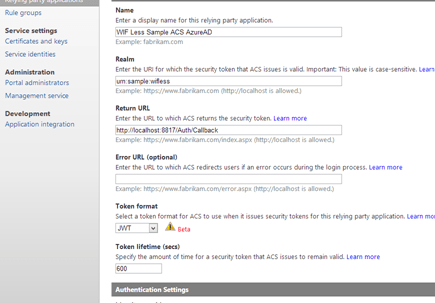 Relying party applications
Rule groups
Service settings
Certificates and keys
Service identities
Administration
Portal administrators
Management service
Development
Application integration
Name
Enter a display name for this relying party application.
WIF Less Sample ACS AzureAD
Example: fabrikam.com
Realm
Enter the URI for which the security token that ACS issues is valid. Important: This value is case-sensitive. Learn
urn:sample:wifless
Example: https://www.fabrikam.com (http://localhost is allowed.)
Return URL
Enter the URL to which ACS returns the security token. Learn more
http://localhost:8817/Auth/Callback
Example: https://www.fabrikam.com/index.aspx (http://localhost is allowed.)
Error URL (optional)
Enter the URL to which ACS redirects users if an error occurs during the login process. Learn more
Example: https://www.fabrikam.com/error.aspx (http://localhost is allowed.)
Token format
Select a token format for ACS to use when it issues security tokens for this relying party application. Learn mo
JWT Beta
Token lifetime (secs)
Specify the amount of time for a security token that ACS issues to remain valid. Learn more
600
Authentication Settings